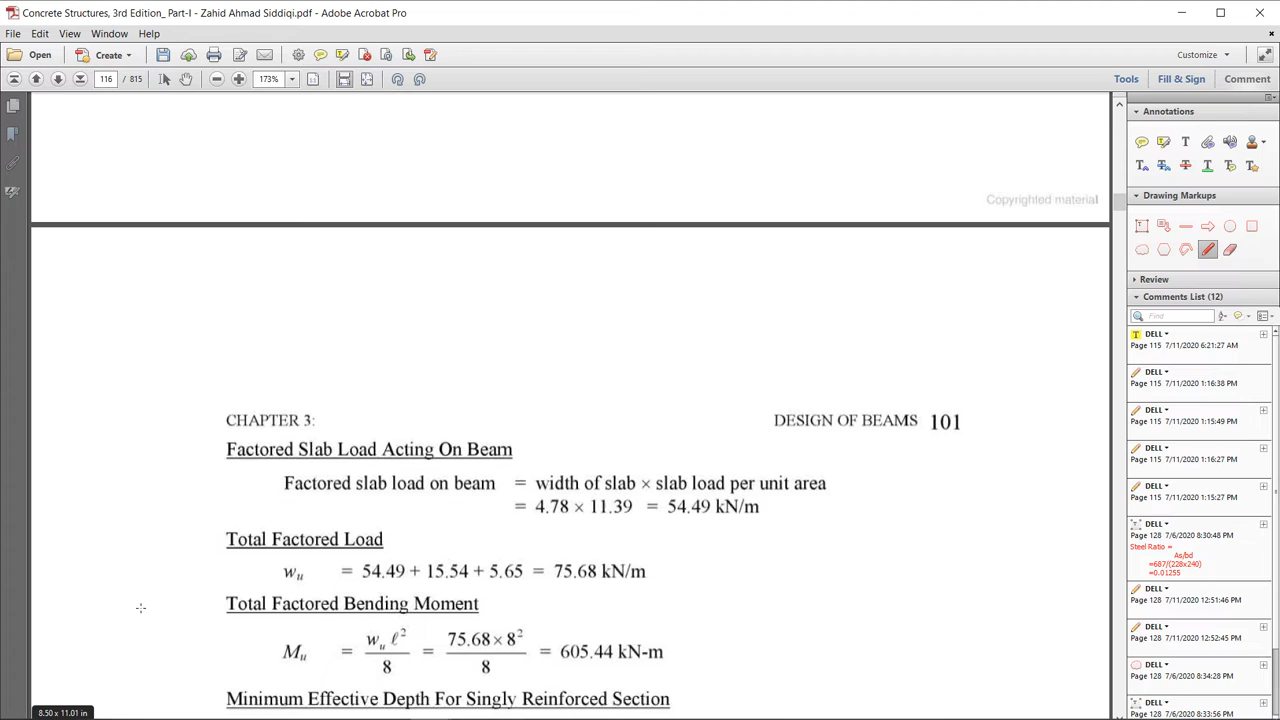 Concrete Structures, 3rd Edition_ Part-I - Zahid Ahmad Siddiqi.pdf - Adobe Acrobat Pro
File Edit View Window Help
Open Create Customize
116 / 815 173% Tools Fill & Sign Comment
Annotations
T
Drawing Markups
Review
Comments List (12)
Find
DELL
Page 115 7/11/2020 6:21:27 AM
DELL
Page 115 7/11/2020 1:16:38 PM
DELL
Page 115 7/11/2020 1:15:49 PM
DELL
Page 115 7/11/2020 1:16:27 PM
DELL
Page 115 7/11/2020 1:15:27 PM
DELL
Page 128 7/6/2020 8:30:48 PM
Steel Ratio =
As/bd
=687/(228x240)
=0.01255
DELL
Page 128 7/6/2020 12:51:46 PM
DELL
Page 128 7/6/2020 12:52:45 PM
DELL
Page 128 7/6/2020 8:34:28 PM
DELL
Page 128 7/6/2020 8:33:56 PM
Copyrighted material
CHAPTER 3: DESIGN OF BEAMS 101
Factored Slab Load Acting On Beam
Factored slab load on beam = width of slab × slab load per unit area
= 4.78 × 11.39 = 54.49 kN/m
Total Factored Load
wu = 54.49 + 15.54 + 5.65 = 75.68 kN/m
Total Factored Bending Moment
Mu = wu ℓ² / 8 = 75.68 × 8² / 8 = 605.44 kN-m
Minimum Effective Depth For Singly Reinforced Section
8.50 x 11.01 in